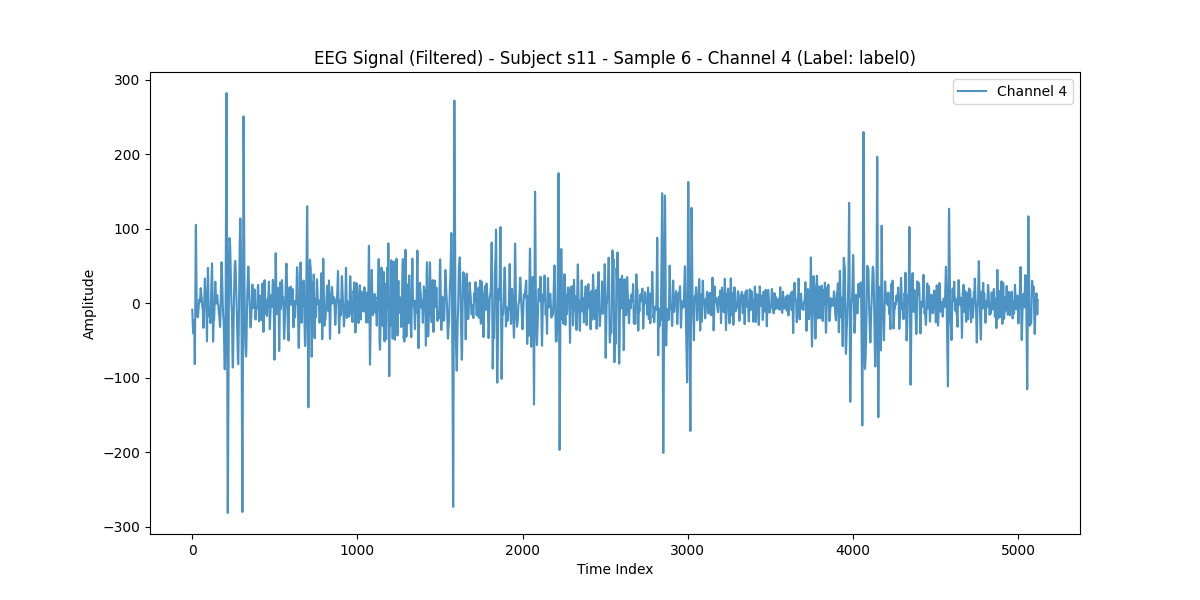 EEG Signal (Filtered) - Subject s11 - Sample 6 - Channel 4 (Label: label0)
Channel 4
300
200
100
0
−100
−200
−300
Amplitude
0 1000 2000 3000 4000 5000
Time Index